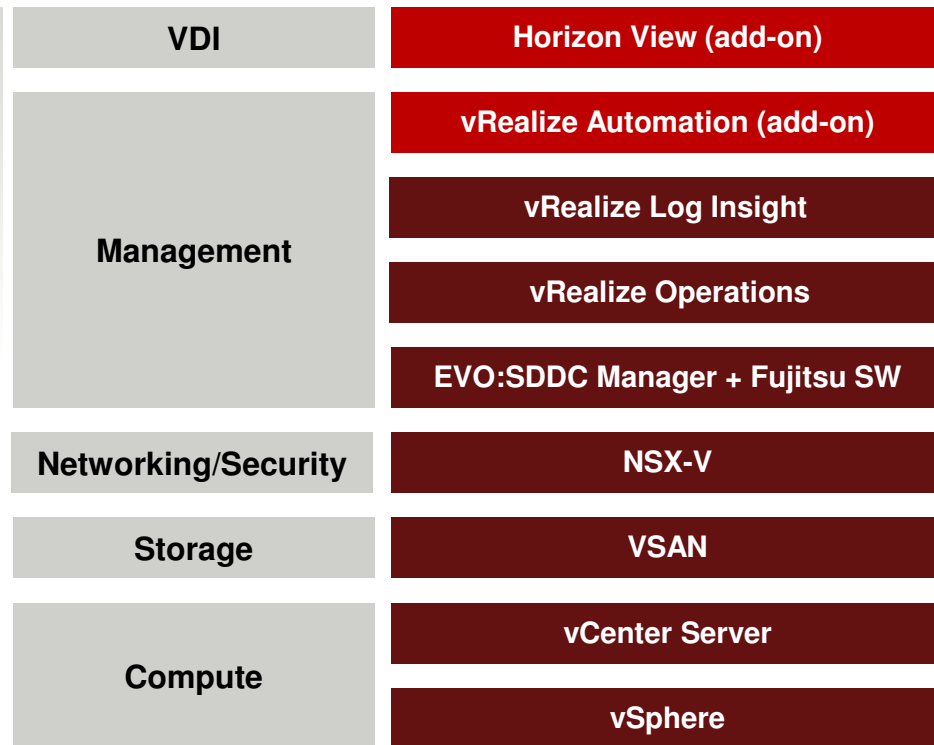 VDI
Horizon View (add-on)
Management
vRealize Automation (add-on)
vRealize Log Insight
vRealize Operations
EVO:SDDC Manager + Fujitsu SW
Networking/Security
NSX-V
Storage
VSAN
Compute
vCenter Server
vSphere